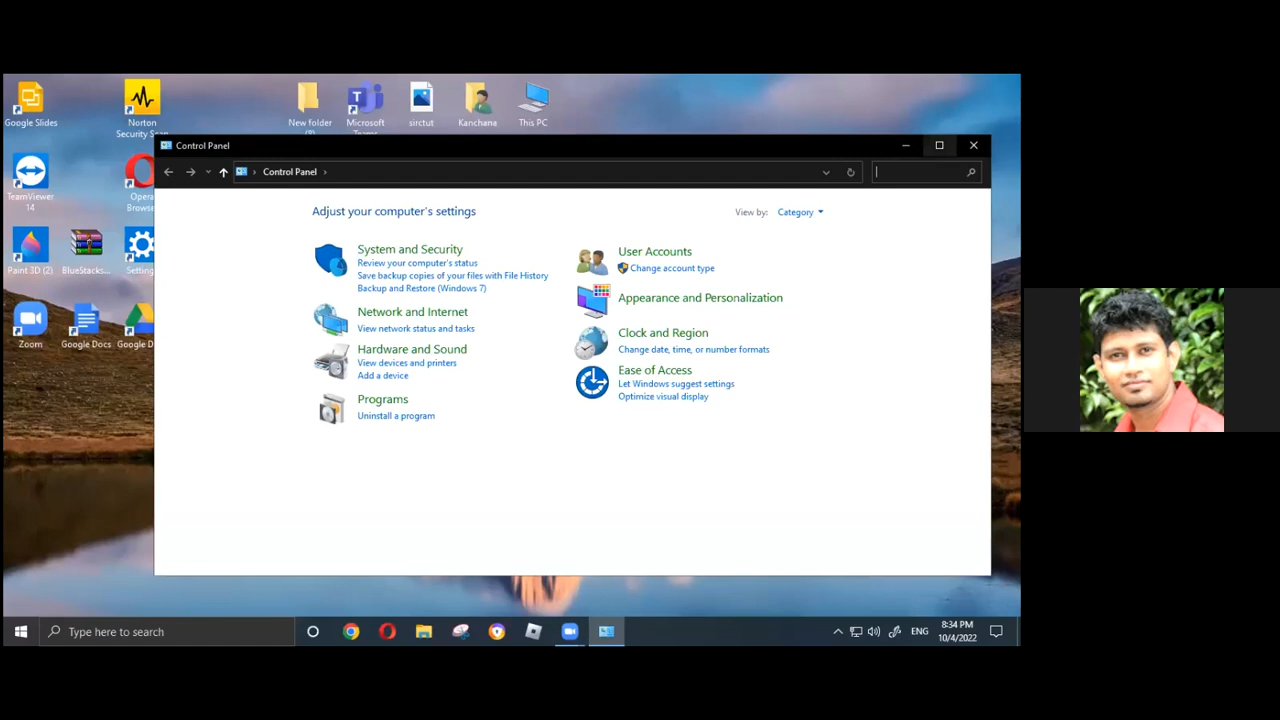 Google Slides
Norton
Security Scan
New folder
(8)
Microsoft
Teams
sirctut
Kanchana
This PC
TeamViewer
14
Opera
Browse
Paint 3D (2)
BlueStacks...
Setting
Zoom
Google Docs
Google D
Control Panel
Control Panel
Adjust your computer's settings
View by: Category
System and Security
Review your computer's status
Save backup copies of your files with File History
Backup and Restore (Windows 7)
Network and Internet
View network status and tasks
Hardware and Sound
View devices and printers
Add a device
Programs
Uninstall a program
User Accounts
Change account type
Appearance and Personalization
Clock and Region
Change date, time, or number formats
Ease of Access
Let Windows suggest settings
Optimize visual display
Type here to search
ENG
8:34 PM
10/4/2022